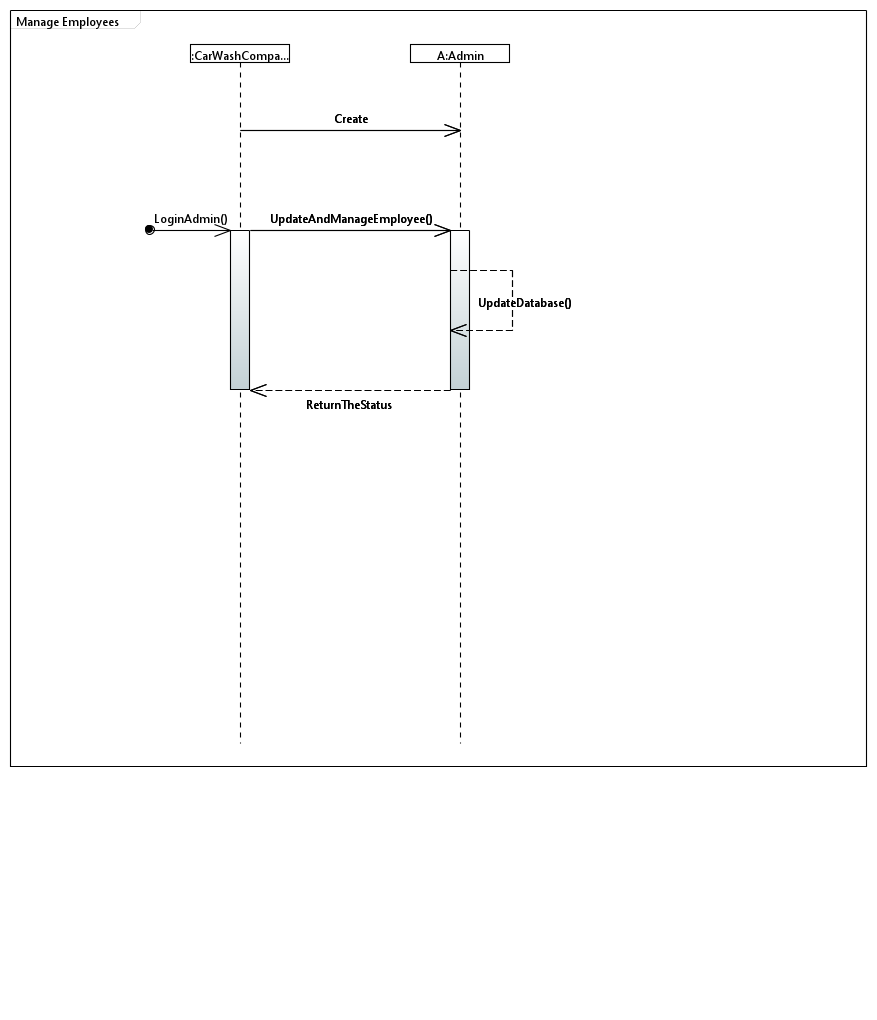 Manage Employees
:CarWashCompa...
A:Admin
Create
LoginAdmin()
UpdateAndManageEmployee()
UpdateDatabase()
ReturnTheStatus